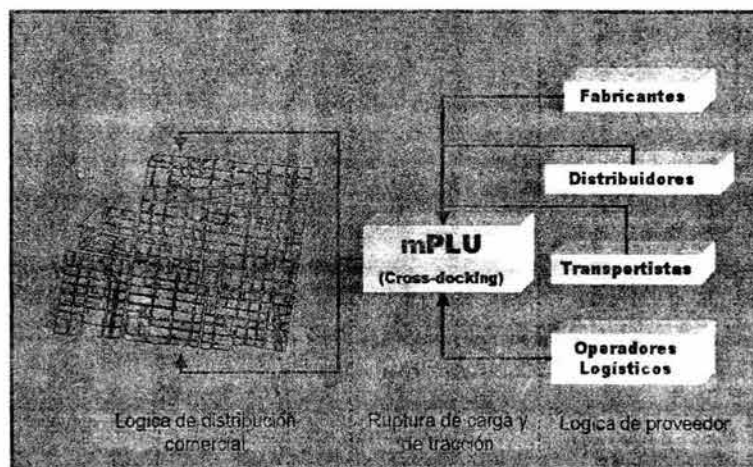 Fabricantes
Distribuidores
mPLU
(Cross-docking)
Transportistas
Operadores
Logísticos
Logica de distribución
comercial
Ruptura de carga y
de tracción
Logica de proveedor